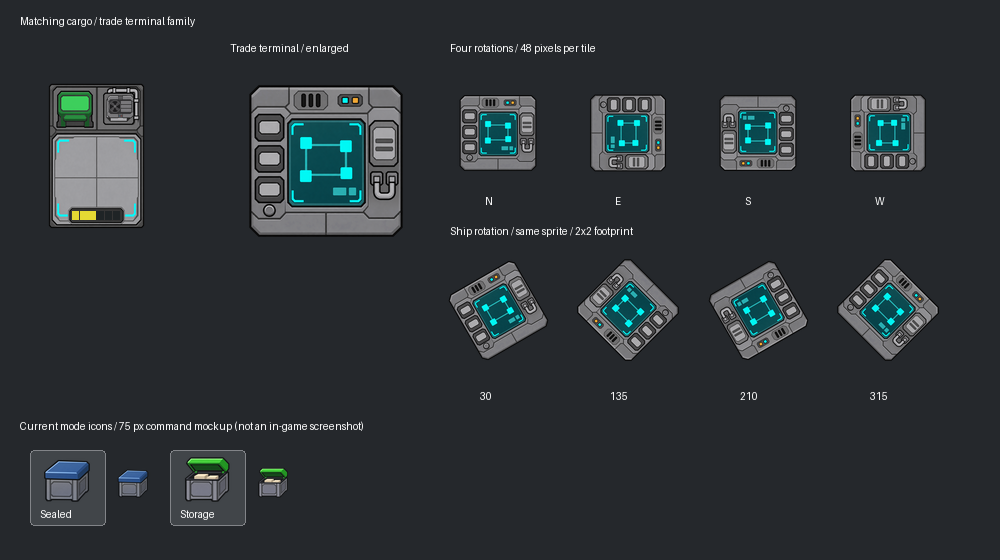 Matching cargo / trade terminal family
Trade terminal / enlarged
Four rotations / 48 pixels per tile
N E S W
Ship rotation / same sprite / 2x2 footprint
30 135 210 315
Current mode icons / 75 px command mockup (not an in-game screenshot)
Sealed
Storage